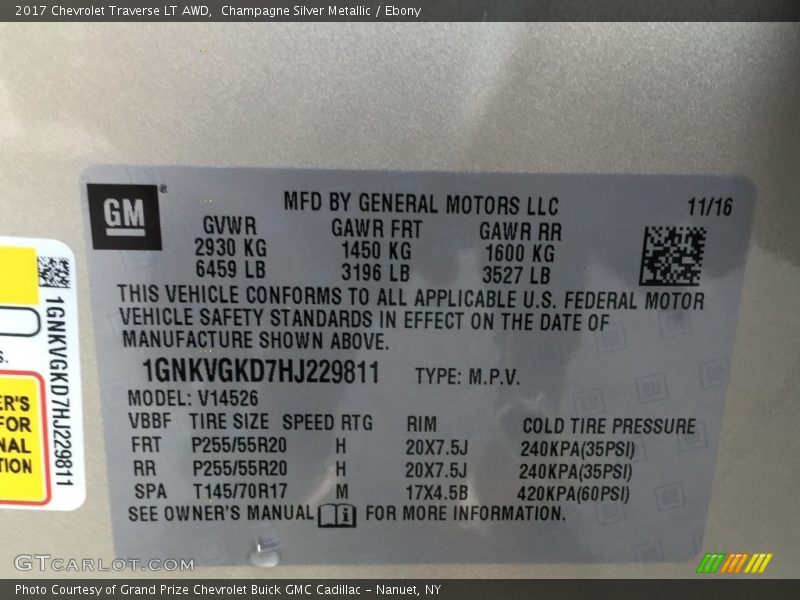 2017 Chevrolet Traverse LT AWD, Champagne Silver Metallic / Ebony
GM ®
MFD BY GENERAL MOTORS LLC 11/16
GVWR GAWR FRT GAWR RR
2930 KG 1450 KG 1600 KG
6459 LB 3196 LB 3527 LB
THIS VEHICLE CONFORMS TO ALL APPLICABLE U.S. FEDERAL MOTOR
VEHICLE SAFETY STANDARDS IN EFFECT ON THE DATE OF
MANUFACTURE SHOWN ABOVE.
1GNKVGKD7HJ229811 TYPE: M.P.V.
MODEL: V14526
VBBF TIRE SIZE SPEED RTG RIM COLD TIRE PRESSURE
FRT P255/55R20 H 20X7.5J 240KPA(35PSI)
RR P255/55R20 H 20X7.5J 240KPA(35PSI)
SPA T145/70R17 M 17X4.5B 420KPA(60PSI)
SEE OWNER'S MANUAL i FOR MORE INFORMATION.
1GNKVGKD7HJ229811
S.
ER'S
FOR
NAL
TION
GTcarlot.com
Photo Courtesy of Grand Prize Chevrolet Buick GMC Cadillac - Nanuet, NY